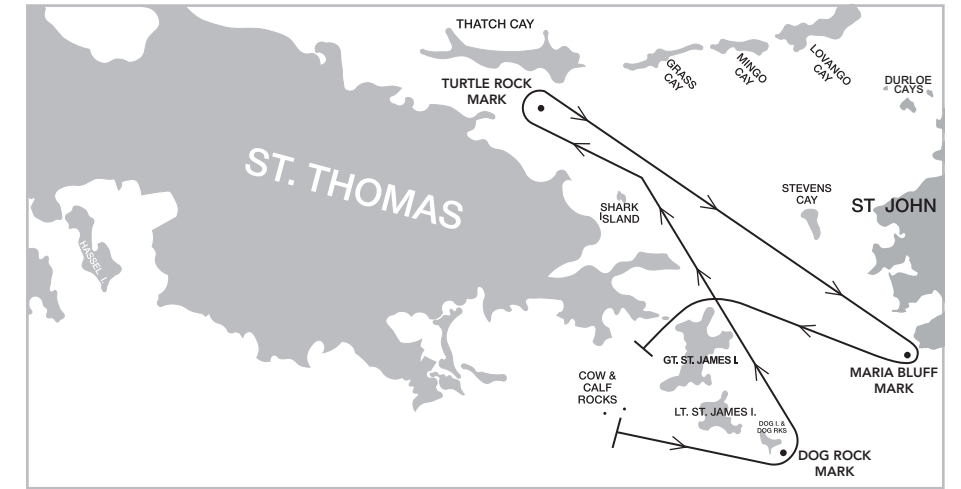 THATCH CAY
TURTLE ROCK
MARK
GRASS
CAY
MINGO
CAY
LOVANGO
CAY
DURLOE
CAYS
ST. THOMAS
STEVENS
CAY
ST. JOHN
SHARK
ISLAND
HASSEL I.
GT. ST. JAMES I.
MARIA BLUFF
MARK
COW &
CALF
ROCKS
LT. ST. JAMES I.
DOG I. &
DOG RKS
DOG ROCK
MARK